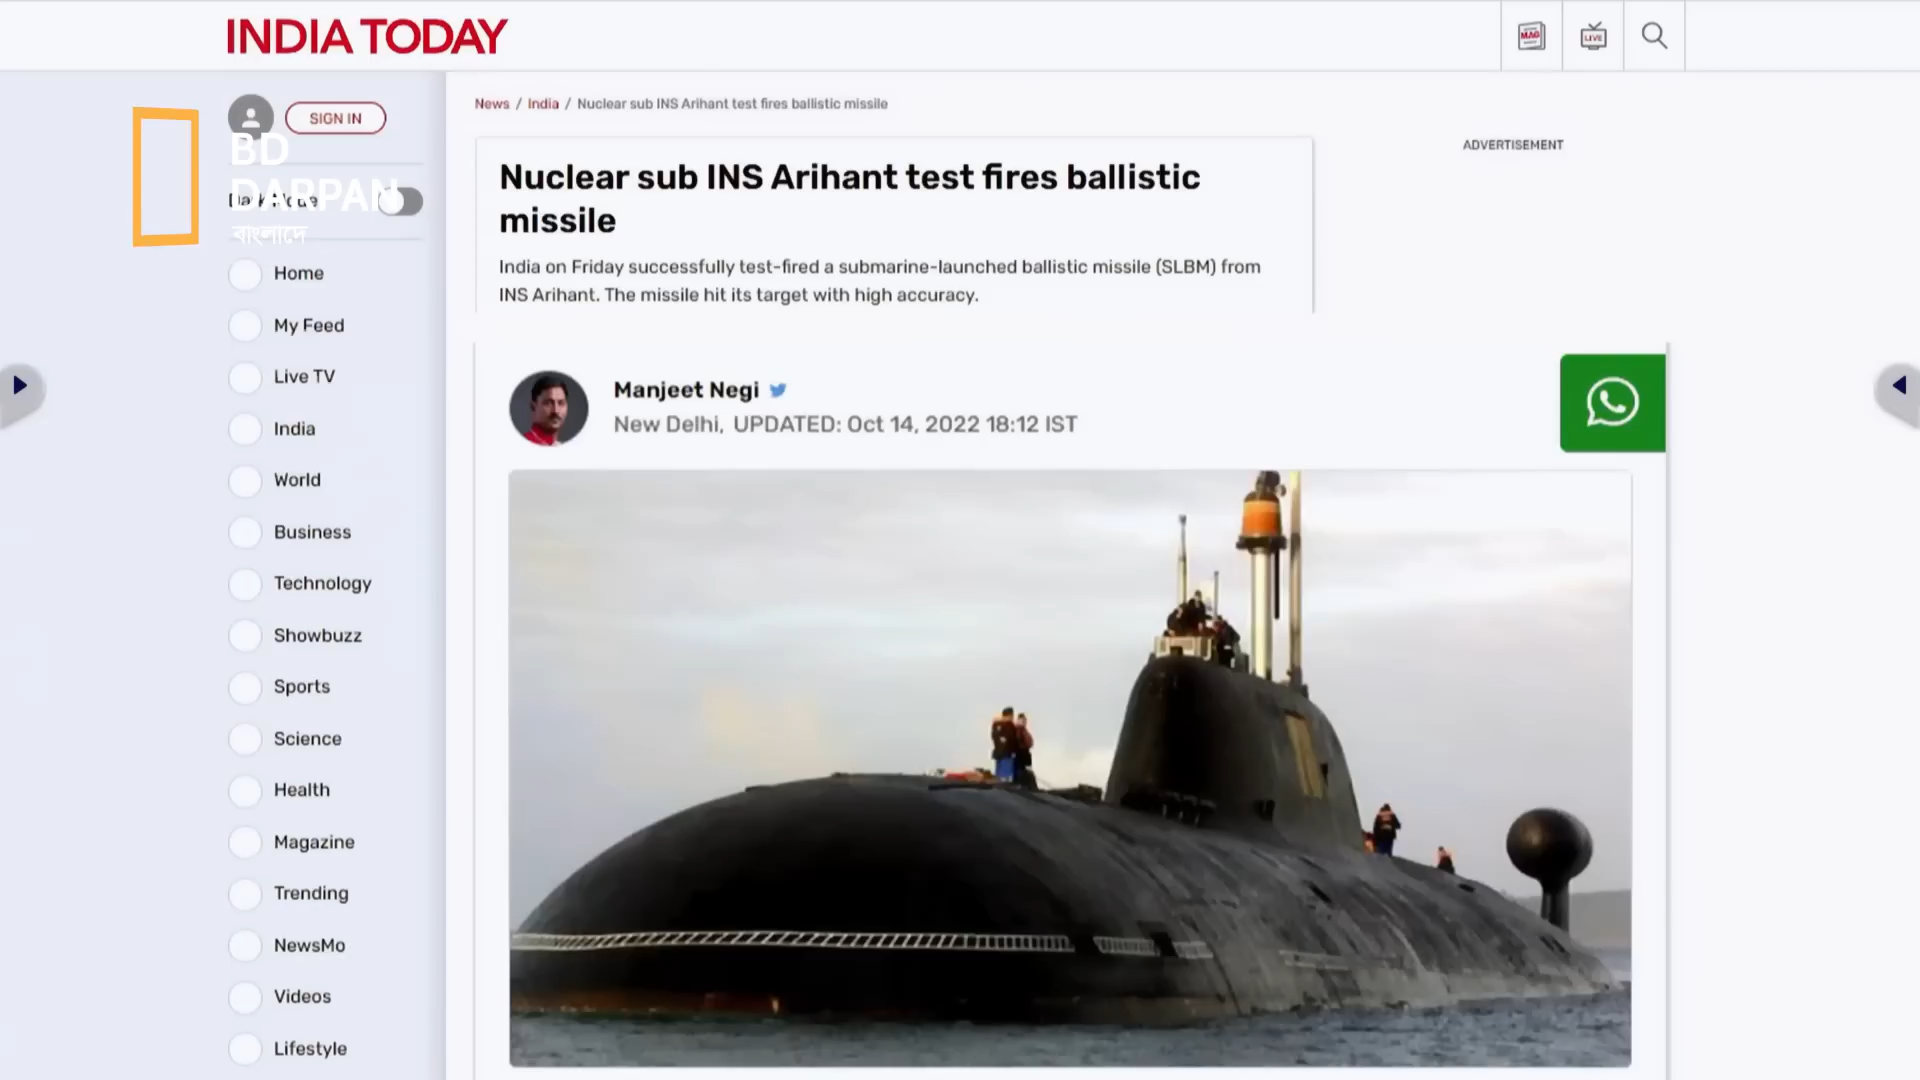 INDIA TODAY
MAG
LIVE
SIGN IN
BD
DARPAN
বাংলাদে
Home
My Feed
Live TV
India
World
Business
Technology
Showbuzz
Sports
Science
Health
Magazine
Trending
NewsMo
Videos
Lifestyle
News / India / Nuclear sub INS Arihant test fires ballistic missile
ADVERTISEMENT
Nuclear sub INS Arihant test fires ballistic
missile
India on Friday successfully test-fired a submarine-launched ballistic missile (SLBM) from
INS Arihant. The missile hit its target with high accuracy.
Manjeet Negi
New Delhi, UPDATED: Oct 14, 2022 18:12 IST